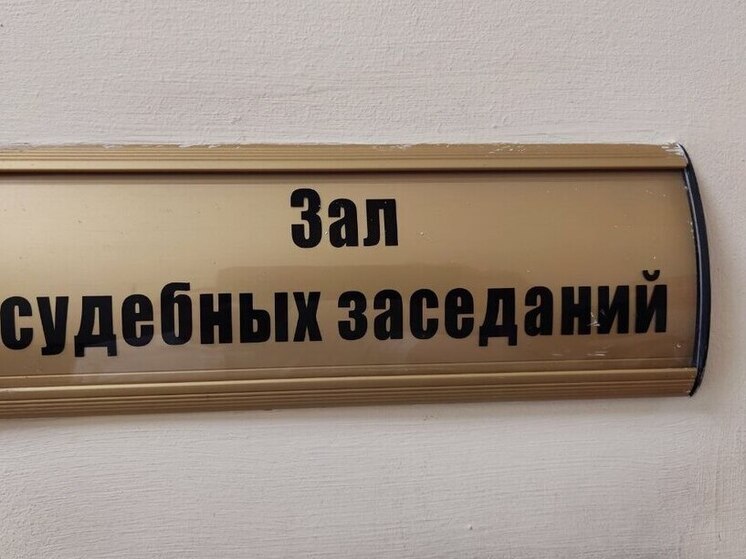 Зал
судебных заседаний